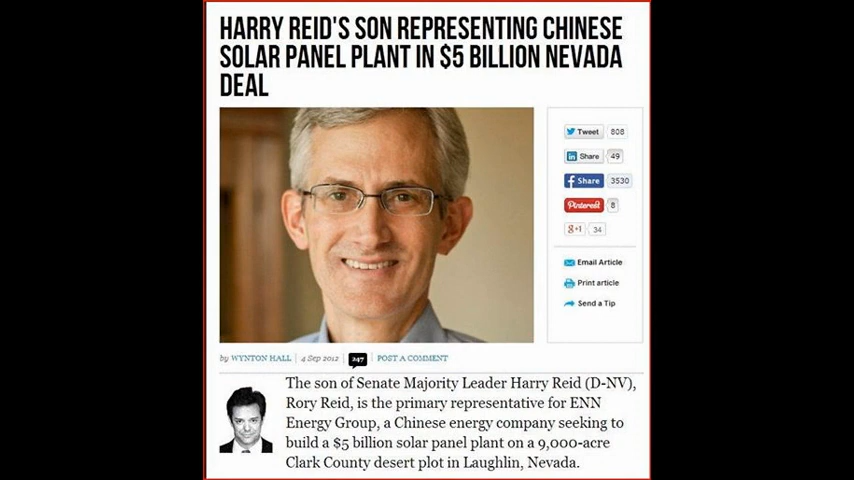 HARRY REID'S SON REPRESENTING CHINESE
SOLAR PANEL PLANT IN $5 BILLION NEVADA
DEAL
Tweet 808
in Share 49
f Share 3530
Pinterest 8
g+1 34
Email Article
Print article
Send a Tip
by WYNTON HALL | 4 Sep 2012 | 247 | POST A COMMENT
The son of Senate Majority Leader Harry Reid (D-NV),
Rory Reid, is the primary representative for ENN
Energy Group, a Chinese energy company seeking to
build a $5 billion solar panel plant on a 9,000-acre
Clark County desert plot in Laughlin, Nevada.